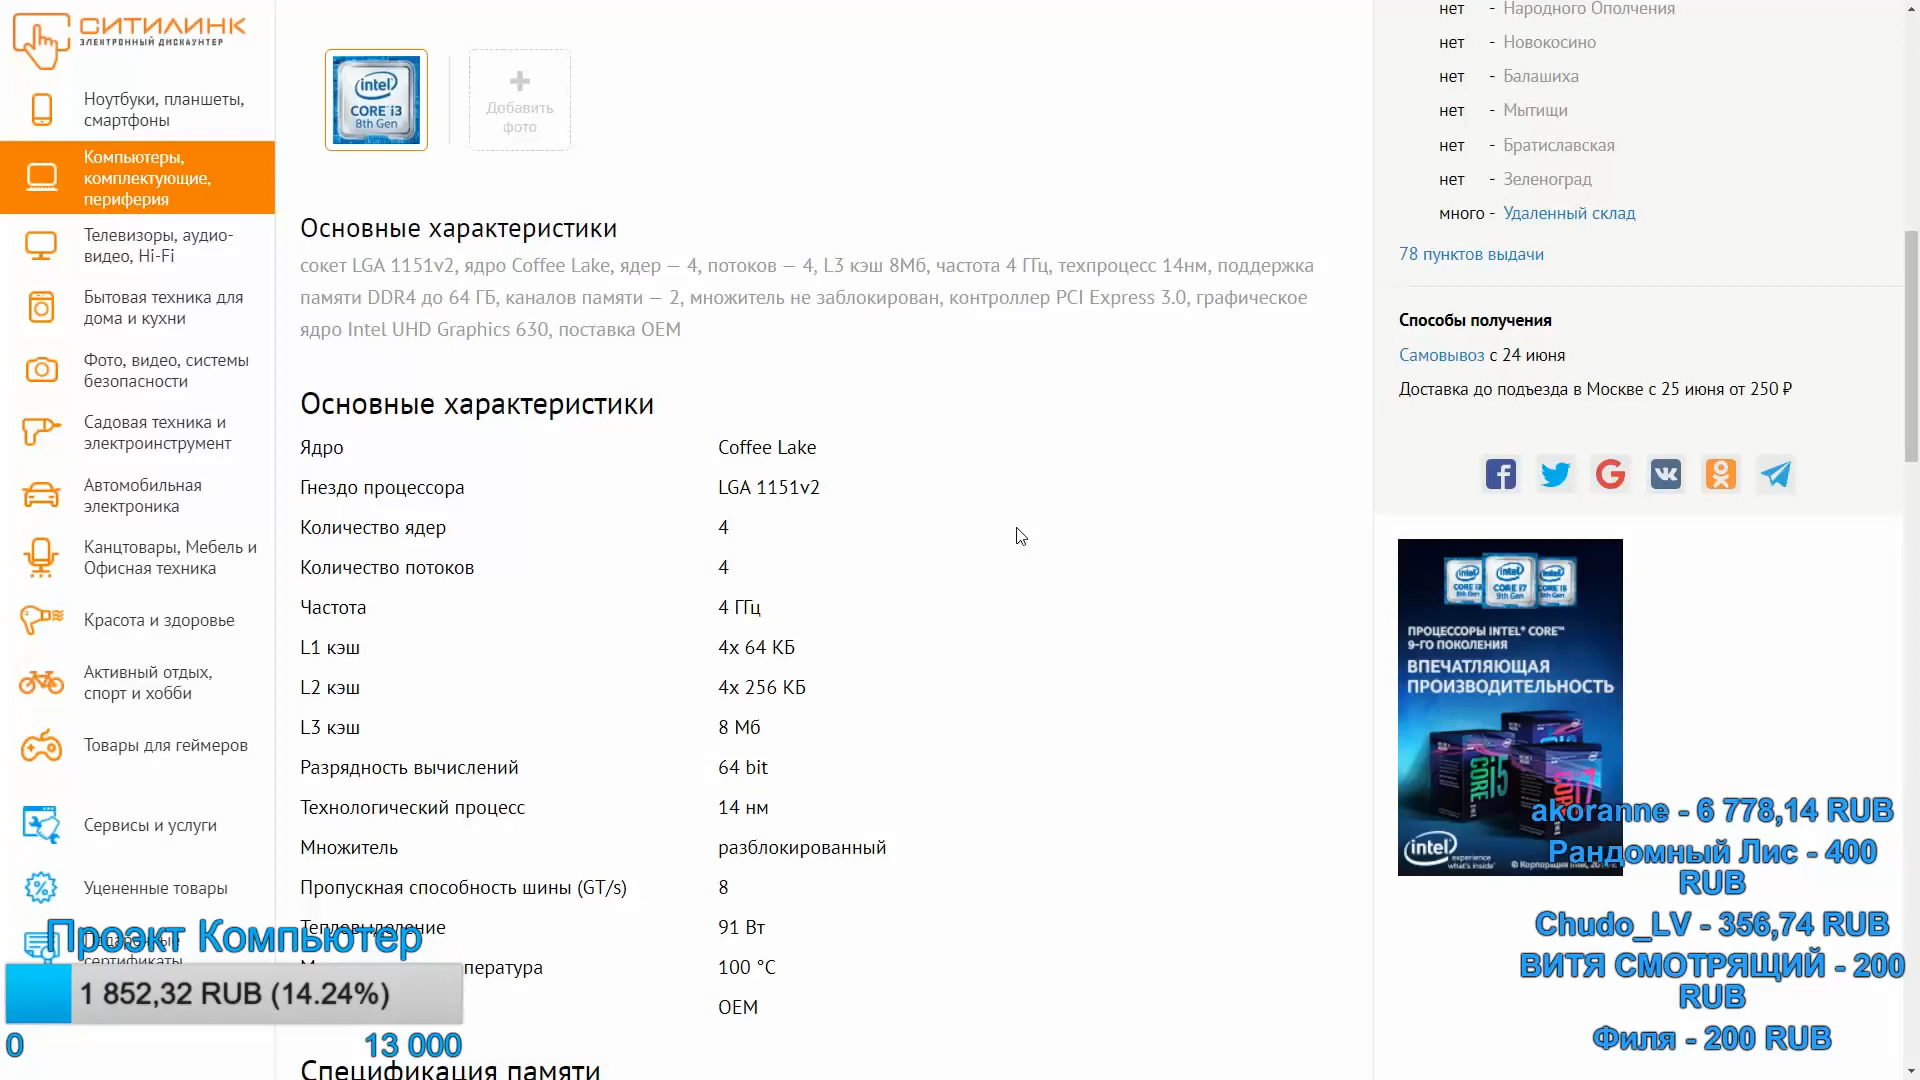 СИТИЛИНК
ЭЛЕКТРОННЫЙ ДИСКАУНТЕР
Ноутбуки, планшеты,
смартфоны
Компьютеры,
комплектующие,
периферия
Телевизоры, аудио-
видео, Hi-Fi
Бытовая техника для
дома и кухни
Фото, видео, системы
безопасности
Садовая техника и
электроинструмент
Автомобильная
электроника
Канцтовары, Мебель и
Офисная техника
Красота и здоровье
Активный отдых,
спорт и хобби
Товары для геймеров
Сервисы и услуги
Уцененные товары
сертификаты
Проэкт Компьютер
1 852,32 RUB (14.24%)
0
13 000
intel
CORE i3
8th Gen
Добавить
фото
Основные характеристики
сокет LGA 1151v2, ядро Coffee Lake, ядер — 4, потоков — 4, L3 кэш 8Мб, частота 4 ГГц, техпроцесс 14нм, поддержка
памяти DDR4 до 64 ГБ, каналов памяти — 2, множитель не заблокирован, контроллер PCI Express 3.0, графическое
ядро Intel UHD Graphics 630, поставка OEM
Основные характеристики
Ядро Coffee Lake
Гнездо процессора LGA 1151v2
Количество ядер 4
Количество потоков 4
Частота 4 ГГц
L1 кэш 4x 64 КБ
L2 кэш 4x 256 КБ
L3 кэш 8 Мб
Разрядность вычислений 64 bit
Технологический процесс 14 нм
Множитель разблокированный
Пропускная способность шины (GT/s) 8
Тепловыделение 91 Вт
пература 100 °C
OEM
Спецификация памяти
нет - Народного Ополчения
нет - Новокосино
нет - Балашиха
нет - Мытищи
нет - Братиславская
нет - Зеленоград
много - Удаленный склад
78 пунктов выдачи
Способы получения
Самовывоз с 24 июня
Доставка до подъезда в Москве с 25 июня от 250 ₽
ПРОЦЕССОРЫ INTEL® CORE™
9-ГО ПОКОЛЕНИЯ
ВПЕЧАТЛЯЮЩАЯ
ПРОИЗВОДИТЕЛЬНОСТЬ
CORE i5
intel
experience
what's inside™
akoranne - 6 778,14 RUB
Рандомный Лис - 400
RUB
Chudo_LV - 356,74 RUB
ВИТЯ СМОТРЯЩИЙ - 200
RUB
Филя - 200 RUB